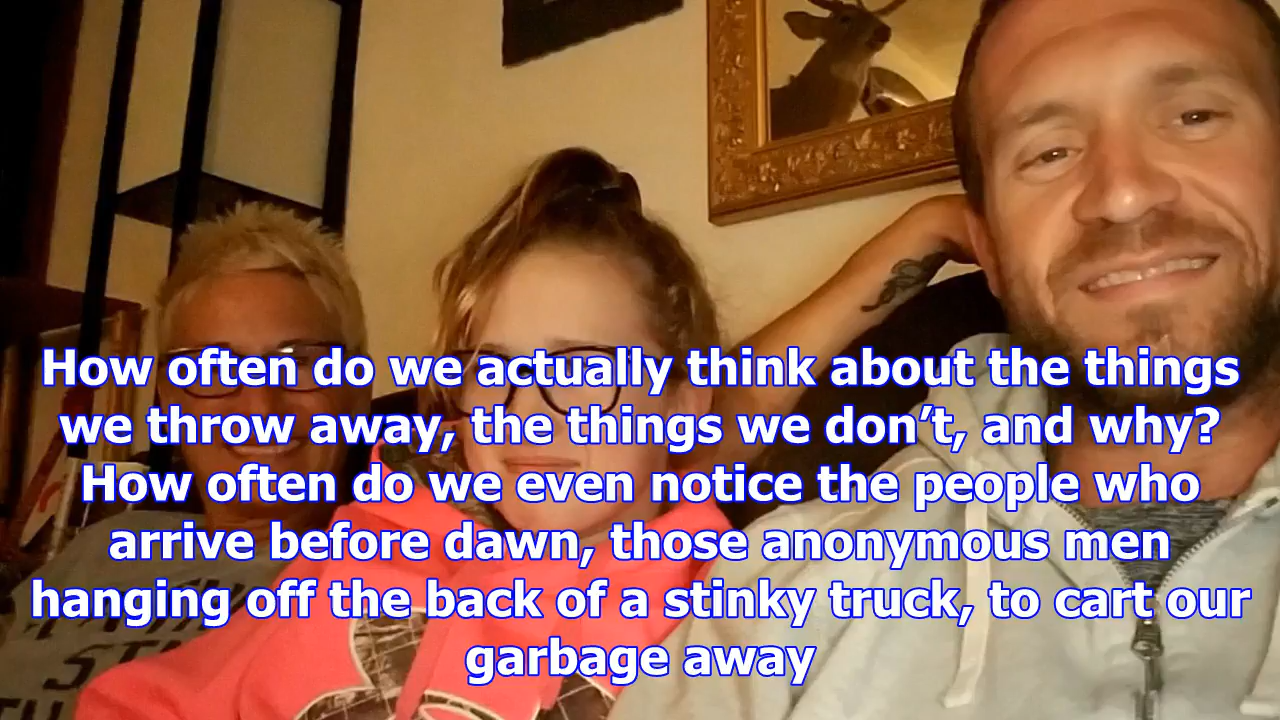 How often do we actually think about the things
we throw away, the things we don’t, and why?
How often do we even notice the people who
arrive before dawn, those anonymous men
hanging off the back of a stinky truck, to cart our
garbage away